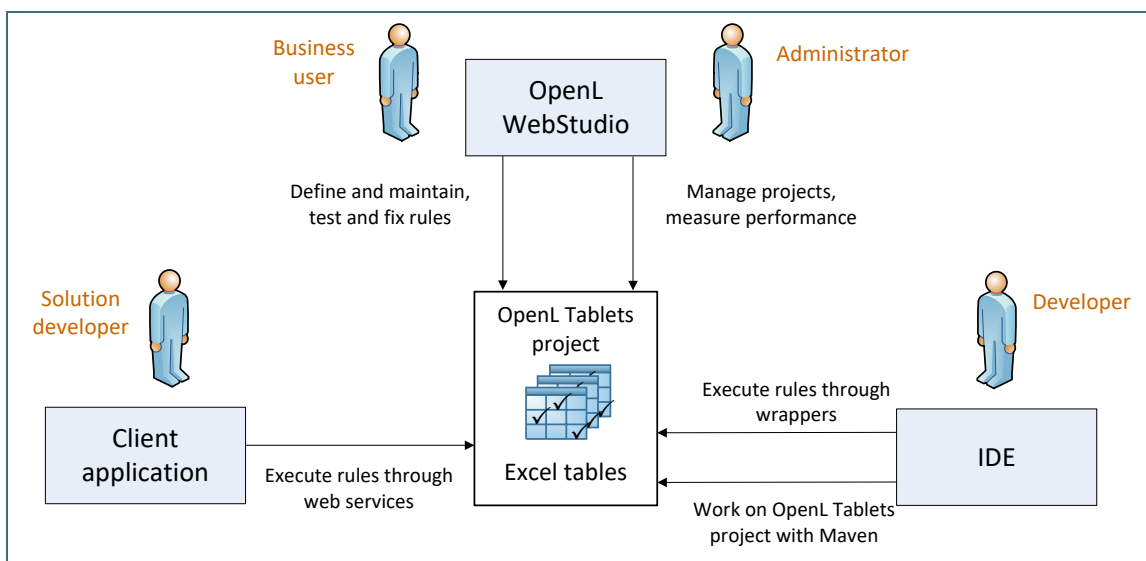 Business
user
OpenL
WebStudio
Administrator
Define and maintain,
test and fix rules
Manage projects,
measure performance
Solution
developer
OpenL Tablets
project
Developer
Client
application
Execute rules through
web services
Excel tables
Execute rules through
wrappers
IDE
Work on OpenL Tablets
project with Maven